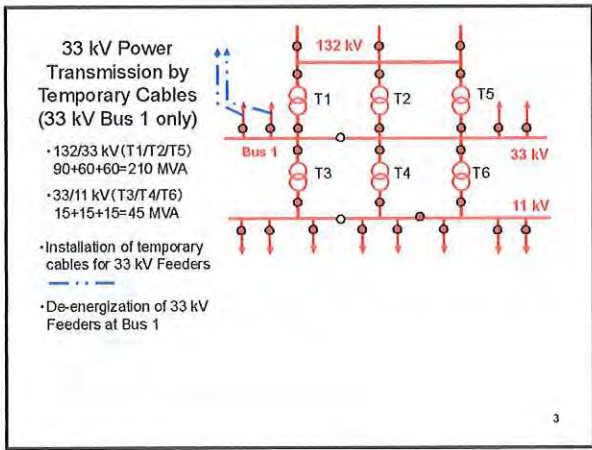 33 kV Power
Transmission by
Temporary Cables
(33 kV Bus 1 only)
・132/33 kV(T1/T2/T5)
90+60+60=210 MVA
・33/11 kV (T3/T4/T6)
15+15+15=45 MVA
・Installation of temporary
cables for 33 kV Feeders
・De-energization of 33 kV
Feeders at Bus 1
132 kV
T1
T2
T5
Bus 1
33 kV
T3
T4
T6
11 kV
3